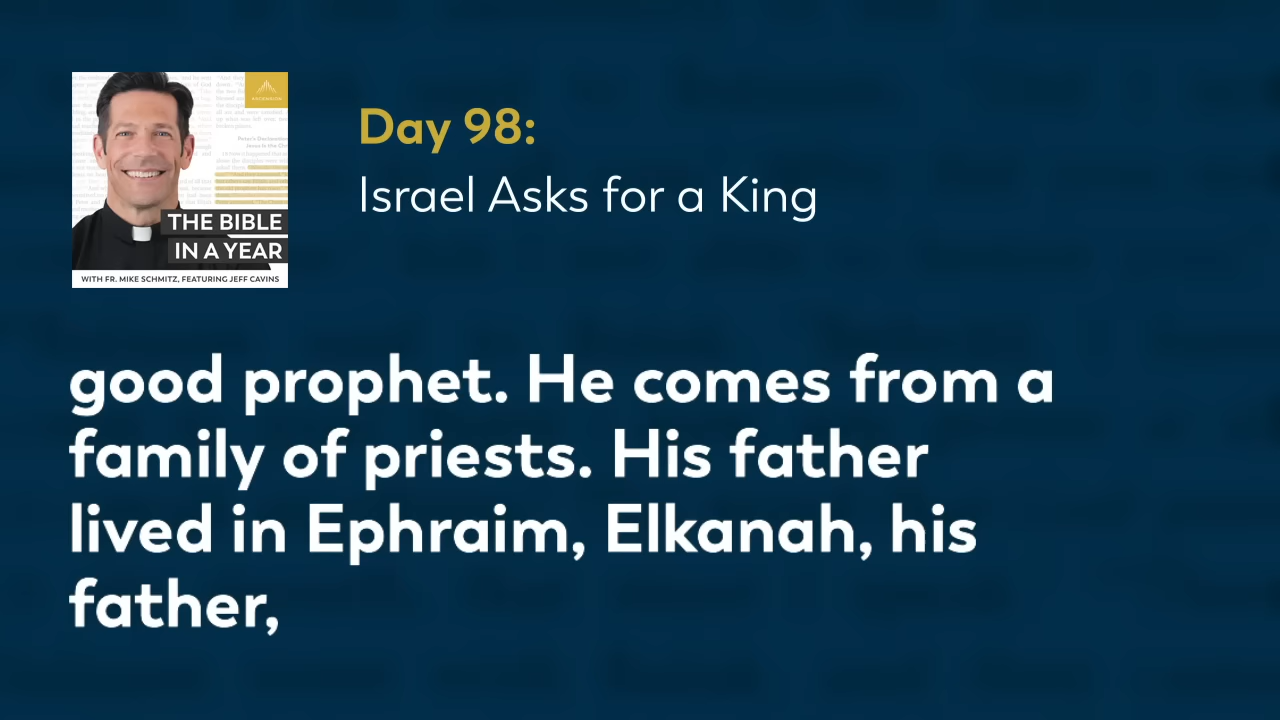 Day 98:
Israel Asks for a King
THE BIBLE
IN A YEAR
WITH FR. MIKE SCHMITZ, FEATURING JEFF CAVINS
good prophet. He comes from a
family of priests. His father
lived in Ephraim, Elkanah, his
father,